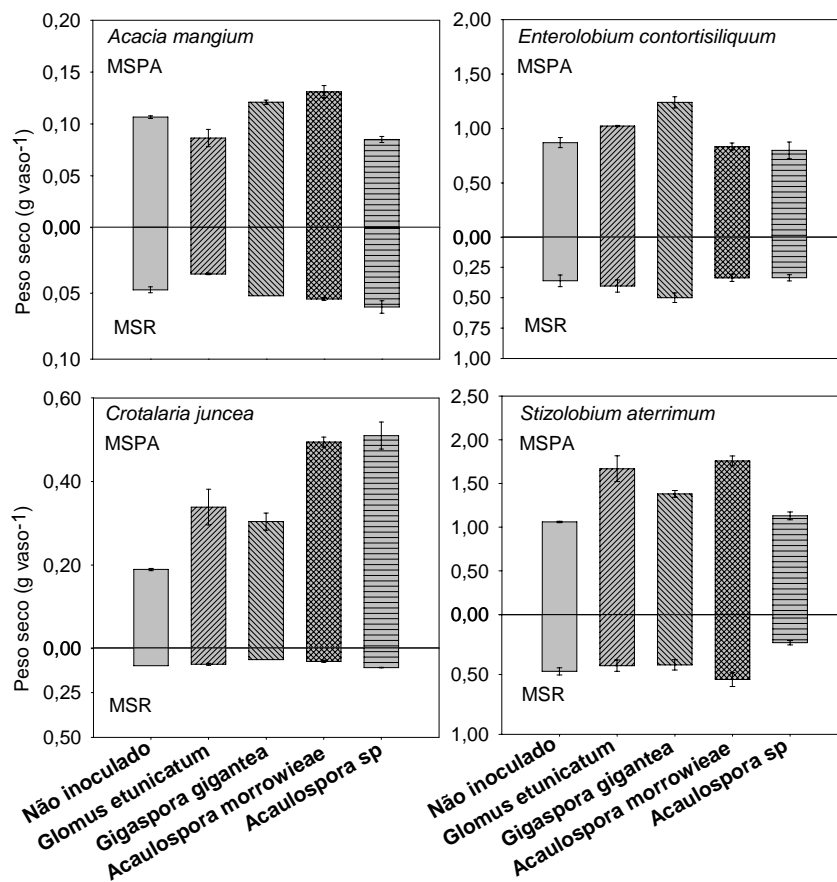 Acacia mangium
MSPA
0,20
0,15
0,10
0,05
0,00
0,05
0,10
MSR
Peso seco (g vaso-1)
Enterolobium contortisiliquum
MSPA
2,00
1,50
1,00
0,50
0,00
0,25
0,50
0,75
1,00
MSR
Crotalaria juncea
MSPA
0,60
0,40
0,20
0,00
0,25
0,50
MSR
Peso seco (g vaso-1)
Stizolobium aterrimum
MSPA
2,50
2,00
1,50
1,00
0,50
0,00
0,50
1,00
MSR
Não inoculado
Glomus etunicatum
Gigaspora gigantea
Acaulospora morrowieae
Acaulospora sp
Não inoculado
Glomus etunicatum
Gigaspora gigantea
Acaulospora morrowieae
Acaulospora sp